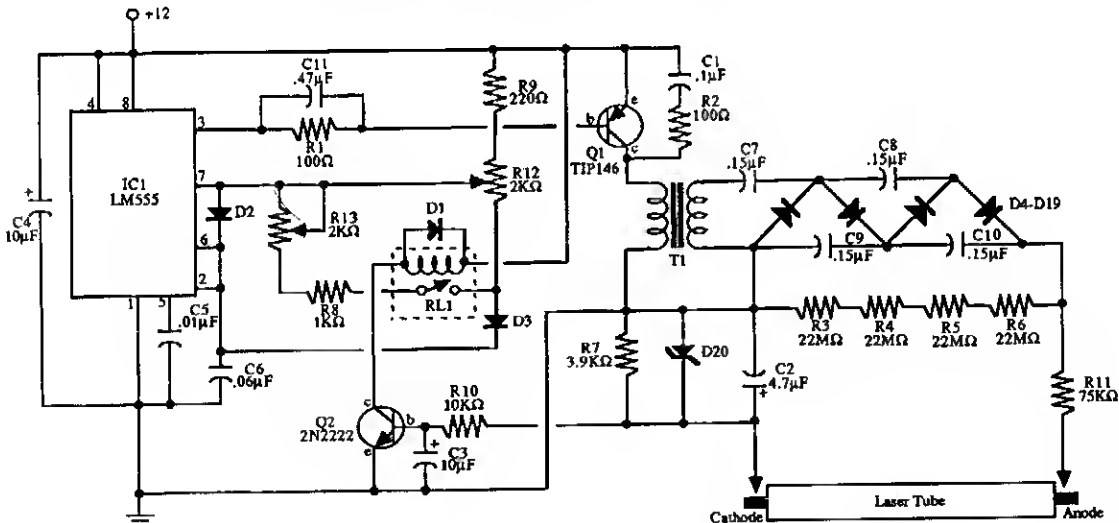 +12
C11
.47µF
C1
.1µF
R9
220Ω
R2
100Ω
4
8
3
R1
100Ω
b
e
c
Q1
TIP146
C7
.15µF
C8
.15µF
IC1
LM555
7
R12
2KΩ
D2
R13
2KΩ
D1
D4-D19
C4
10µF
+
6
T1
C9
.15µF
C10
.15µF
2
R8
1KΩ
RL1
1
5
C5
.01µF
D3
R3
22MΩ
R4
22MΩ
R5
22MΩ
R6
22MΩ
R7
3.9KΩ
D20
C6
.06µF
C2
4.7µF
+
R11
75KΩ
R10
10KΩ
c
b
e
Q2
2N2222
+
C3
10µF
Laser Tube
Cathode
Anode